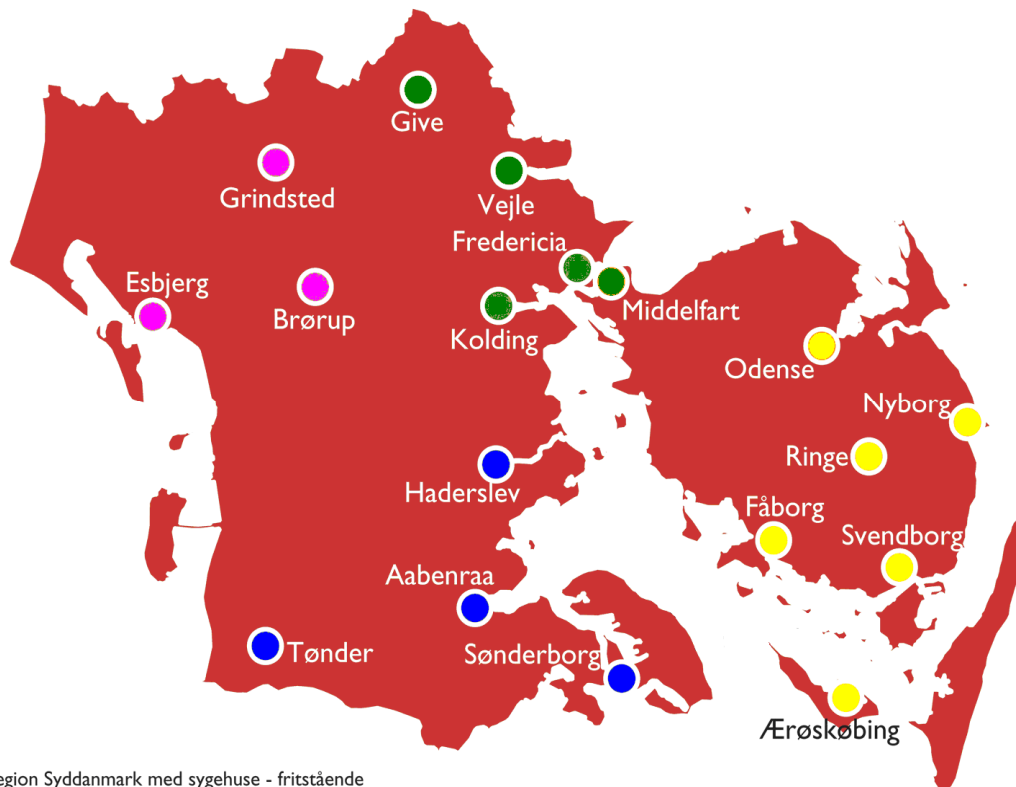 Give
Grindsted
Vejle
Fredericia
Esbjerg
Brørup
Middelfart
Kolding
Odense
Nyborg
Ringe
Haderslev
Fåborg
Svendborg
Aabenraa
Tønder
Sønderborg
Ærøskøbing
egion Syddanmark med sygehuse - fritstående